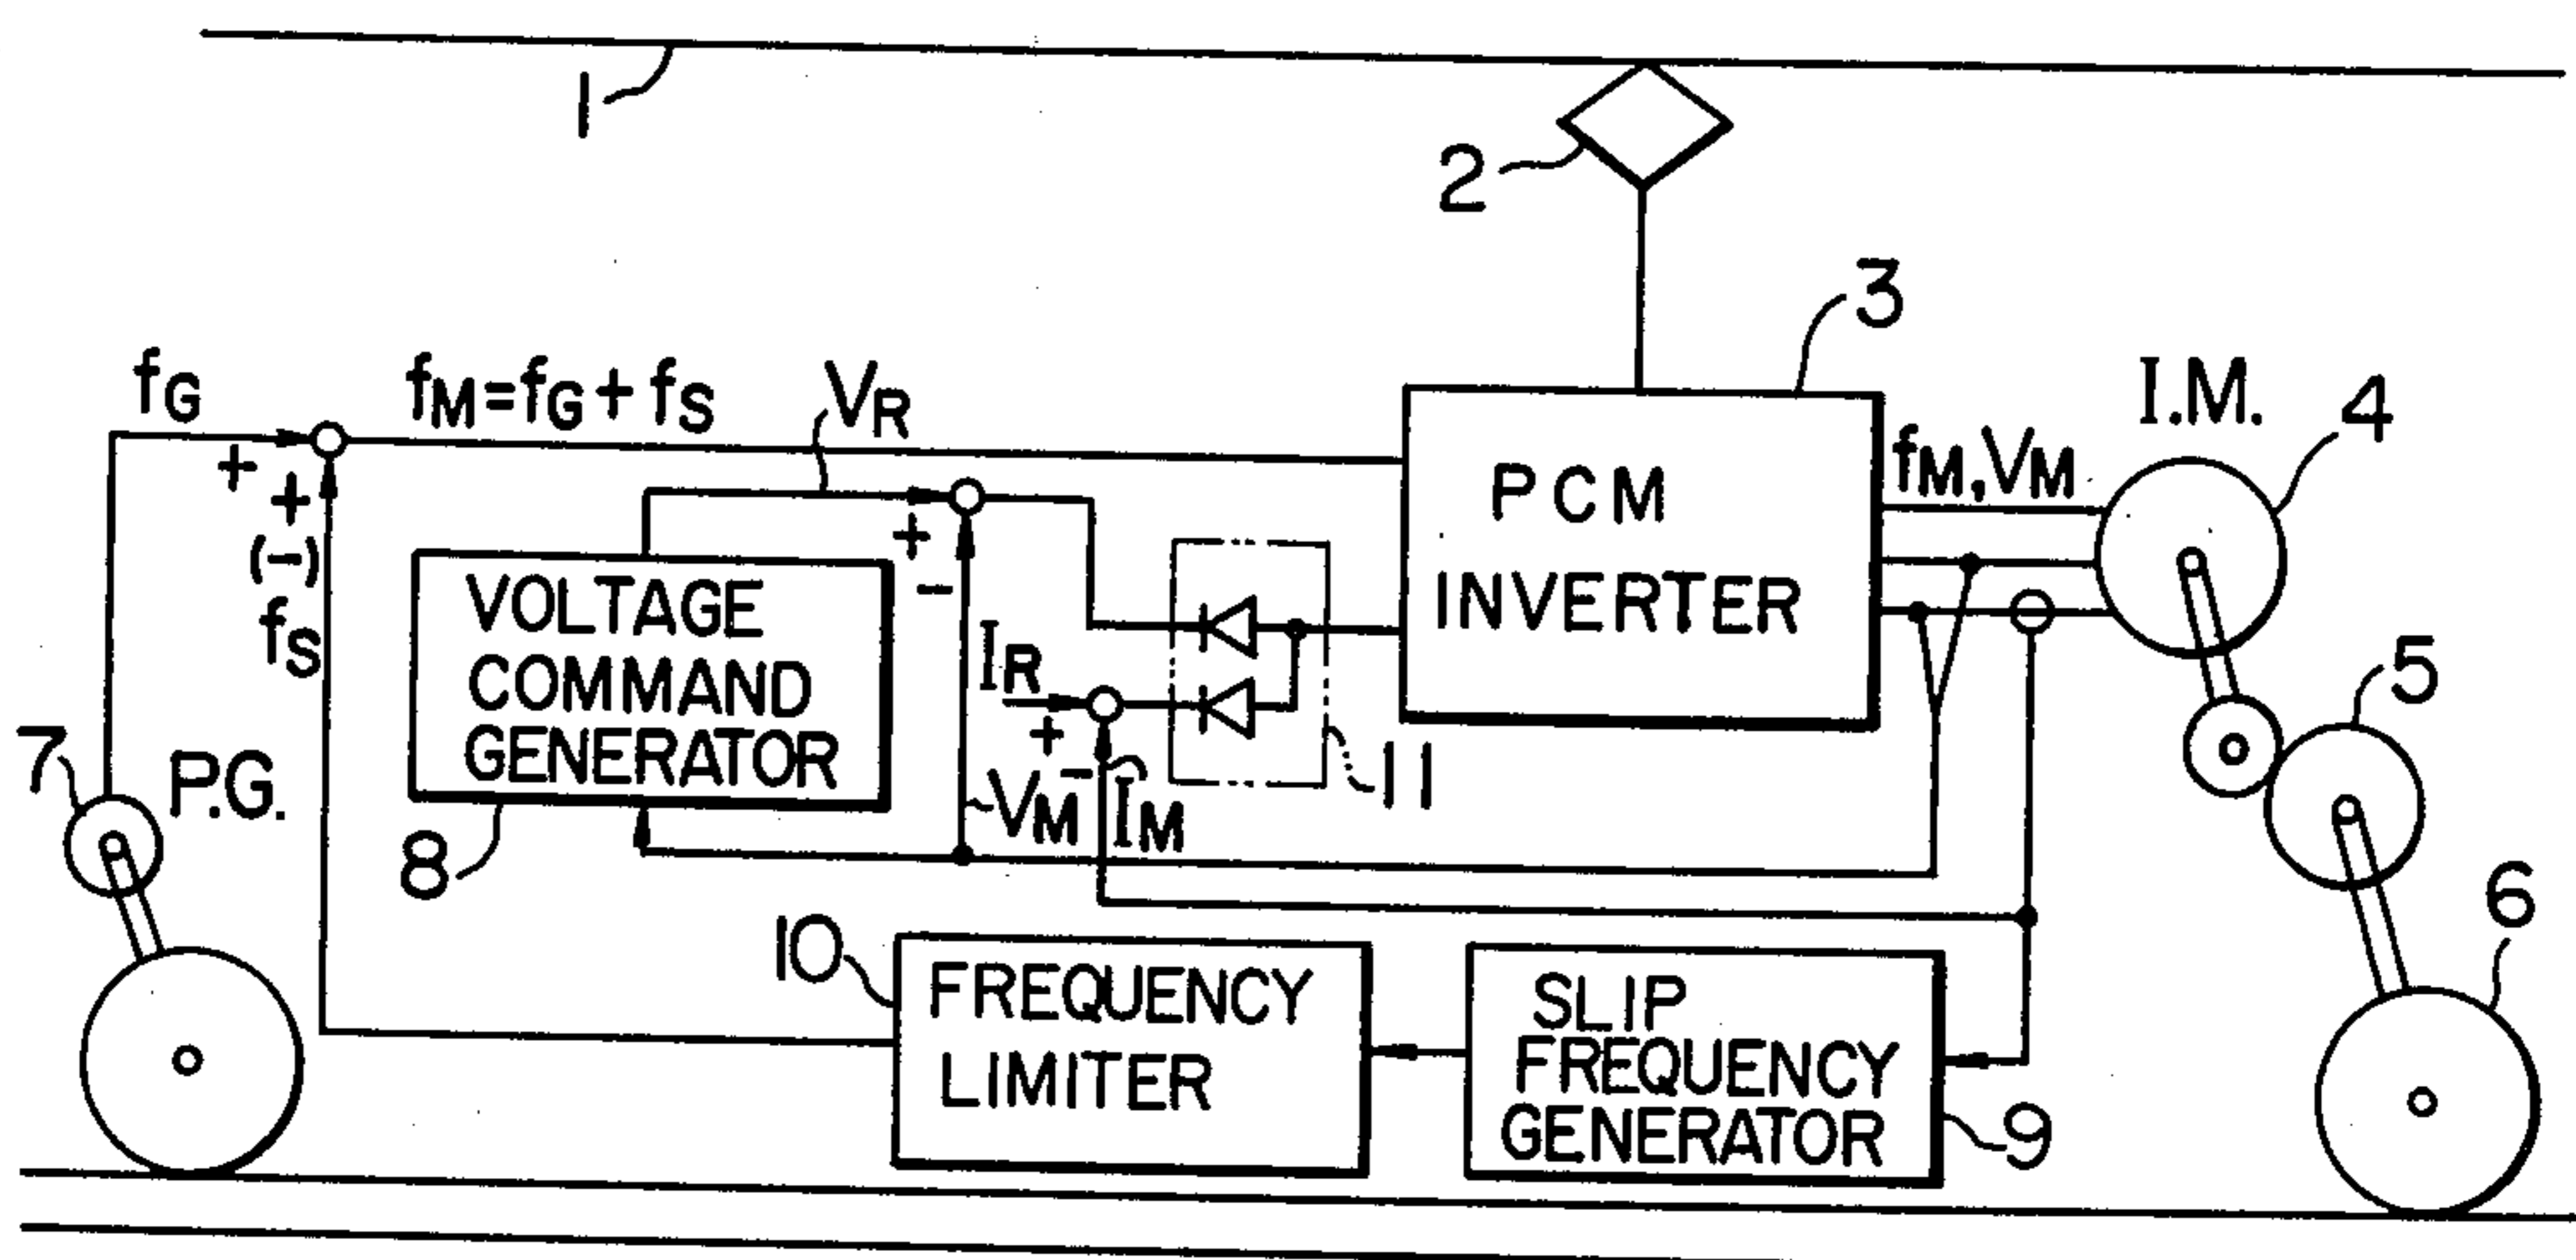 1
2
3
fG
fM=fG+fS
VR
I.M.
4
+
+
(-)
fS
PCM
INVERTER
fM,VM
+
-
VOLTAGE
COMMAND
GENERATOR
IR
+
-
5
7
P.G.
8
VM
IM
11
10
6
FREQUENCY
LIMITER
SLIP
FREQUENCY
GENERATOR
9